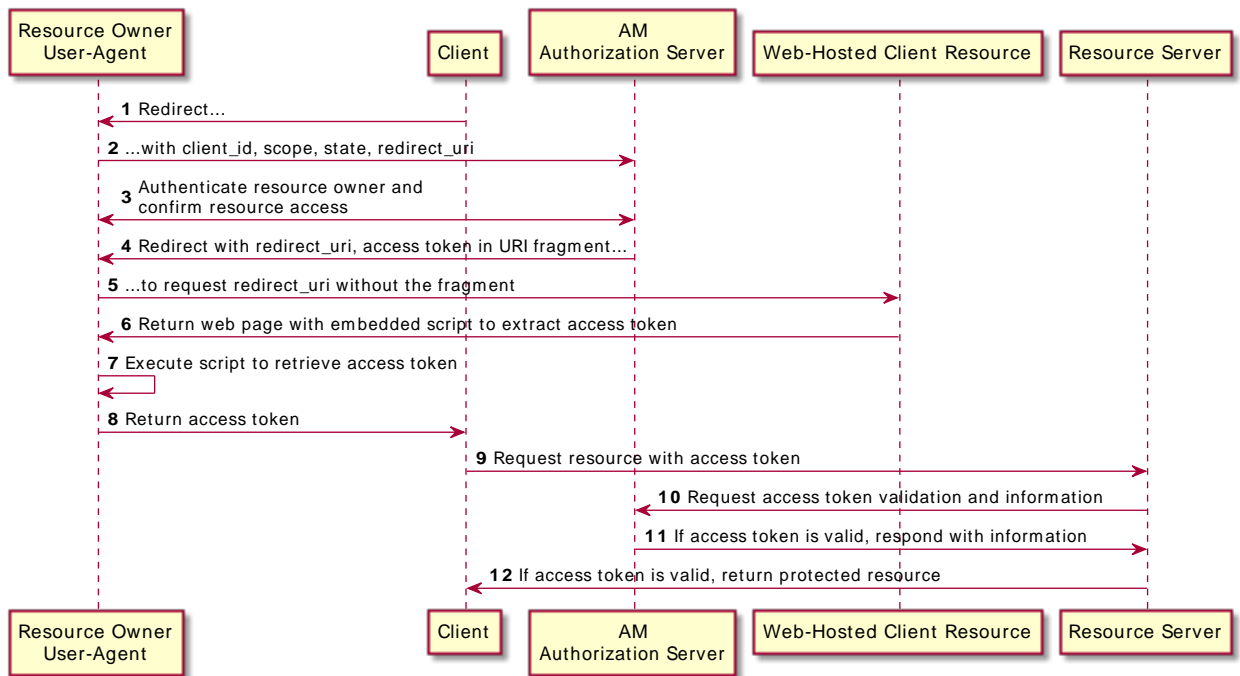 Resource Owner
User-Agent
Client
AM
Authorization Server
Web-Hosted Client Resource
Resource Server
1 Redirect...
2 ...with client_id, scope, state, redirect_uri
3 Authenticate resource owner and
confirm resource access
4 Redirect with redirect_uri, access token in URI fragment...
5 ...to request redirect_uri without the fragment
6 Return web page with embedded script to extract access token
7 Execute script to retrieve access token
8 Return access token
9 Request resource with access token
10 Request access token validation and information
11 If access token is valid, respond with information
12 If access token is valid, return protected resource
Resource Owner
User-Agent
Client
AM
Authorization Server
Web-Hosted Client Resource
Resource Server